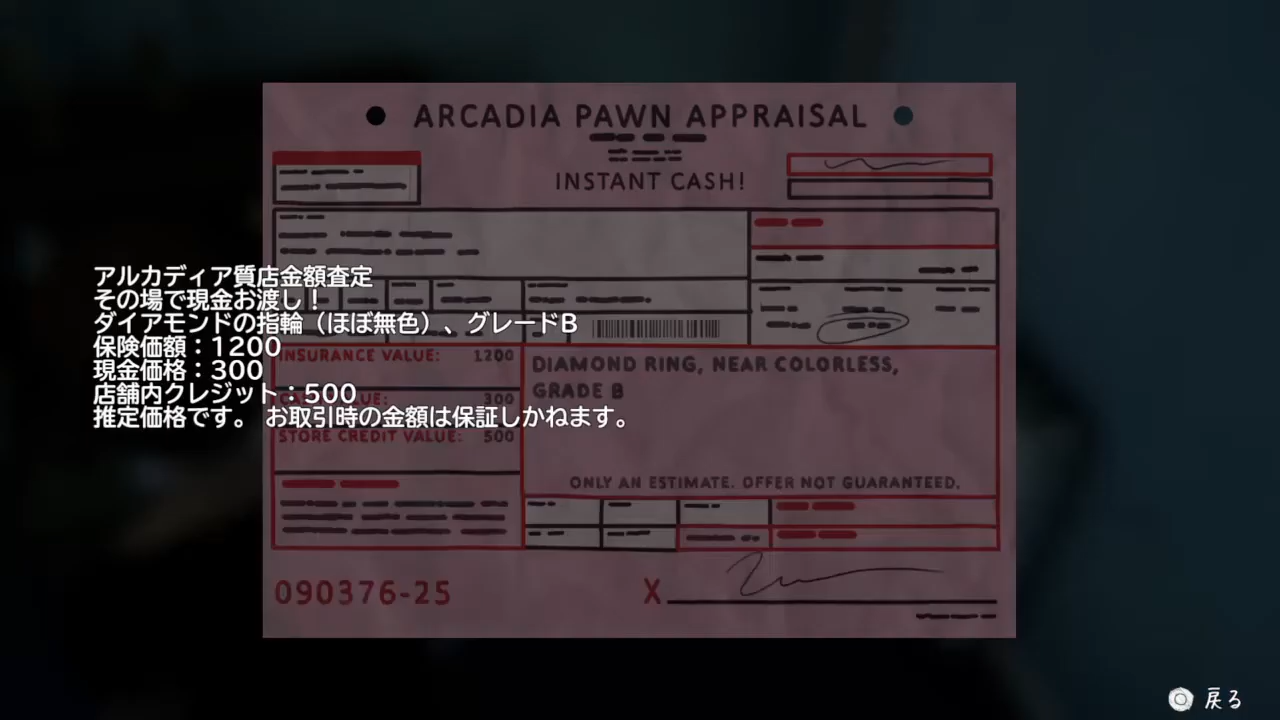 ARCADIA PAWN APPRAISAL
INSTANT CASH!
アルカディア質店金額査定
その場で現金お渡し!
ダイアモンドの指輪(ほぼ無色)、グレードB
保険価額:1200
現金価格:300
店舗内クレジット:500
推定価格です。 お取引時の金額は保証しかねます。
INSURANCE VALUE: 1200
300
STORE CREDIT VALUE: 500
DIAMOND RING, NEAR COLORLESS,
GRADE B
ONLY AN ESTIMATE. OFFER NOT GUARANTEED.
090376-25
X
戻る